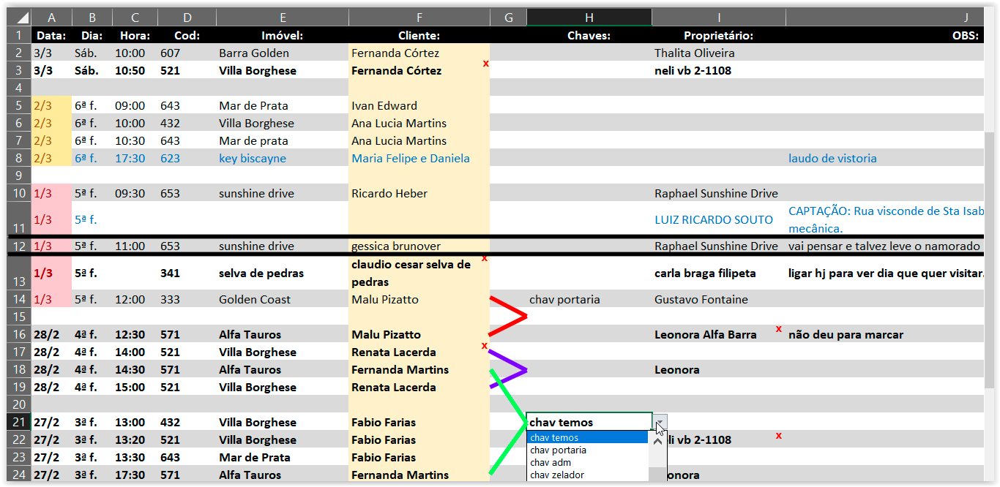 A B C D E F G H I J
1 Data: Dia: Hora: Cod: Imóvel: Cliente: Chaves: Proprietário: OBS:
2 3/3 Sáb. 10:00 607 Barra Golden Fernanda Córtez Thalita Oliveira
3 3/3 Sáb. 10:50 521 Villa Borghese Fernanda Córtez x neli vb 2-1108
4
5 2/3 6ª f. 09:00 643 Mar de Prata Ivan Edward
6 2/3 6ª f. 10:00 432 Villa Borghese Ana Lucia Martins
7 2/3 6ª f. 10:30 643 Mar de prata Ana Lucia Martins
8 2/3 6ª f. 17:30 623 key biscayne Maria Felipe e Daniela laudo de vistoria
9
10 1/3 5ª f. 09:30 653 sunshine drive Ricardo Heber Raphael Sunshine Drive
11 1/3 5ª f. LUIZ RICARDO SOUTO CAPTAÇÃO: Rua visconde de Sta Isab
mecânica.
12 1/3 5ª f. 11:00 653 sunshine drive gessica brunover Raphael Sunshine Drive vai pensar e talvez leve o namorado
13 1/3 5ª f. 341 selva de pedras claudio cesar selva de x carla braga filipeta ligar hj para ver dia que quer visitar.
pedras
14 1/3 5ª f. 12:00 333 Golden Coast Malu Pizatto chav portaria Gustavo Fontaine
15
16 28/2 4ª f. 12:30 571 Alfa Tauros Malu Pizatto Leonora Alfa Barra x não deu para marcar
17 28/2 4ª f. 14:00 521 Villa Borghese Renata Lacerda x
18 28/2 4ª f. 14:30 571 Alfa Tauros Fernanda Martins Leonora
19 28/2 4ª f. 15:00 521 Villa Borghese Renata Lacerda
20
21 27/2 3ª f. 13:00 432 Villa Borghese Fabio Farias chav temos
22 27/2 3ª f. 13:20 521 Villa Borghese Fabio Farias chav temos eli vb 2-1108 x
chav portaria
23 27/2 3ª f. 13:30 643 Mar de Prata Fabio Farias chav adm
24 27/2 3ª f. 17:30 571 Alfa Tauros Fernanda Martins chav zelador onora